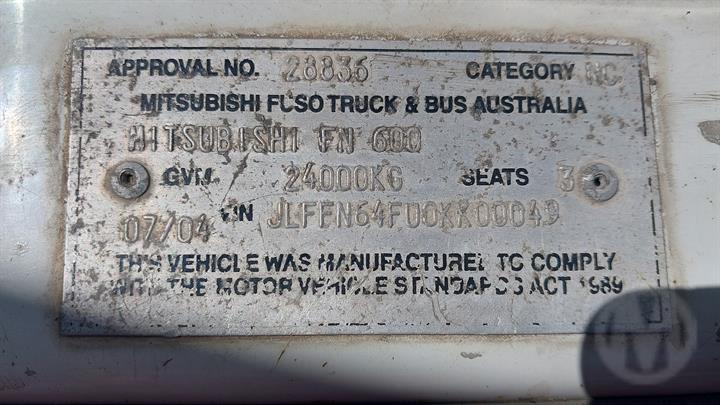 APPROVAL NO. 28836 CATEGORY NC
MITSUBISHI FUSO TRUCK & BUS AUSTRALIA
MITSUBISHI FN 600
GVM 24000KG SEATS 3
07/04 VIN JLFFN64F00KK00049
THIS VEHICLE WAS MANUFACTURED TO COMPLY
WITH THE MOTOR VEHICLE STANDARDS ACT 1989